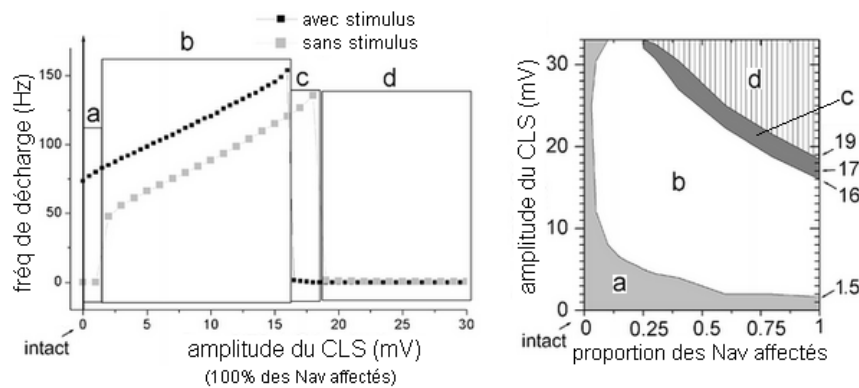 avec stimulus
sans stimulus
b
a
c
d
fréq de décharge (Hz)
150
100
50
0
0
5
10
15
20
25
30
intact
amplitude du CLS (mV)
(100% des Nav affectés)
amplitude du CLS (mV)
30
20
10
0
d
c
b
a
19
17
16
1.5
0
0.25
0.50
0.75
1
intact
proportion des Nav affectés